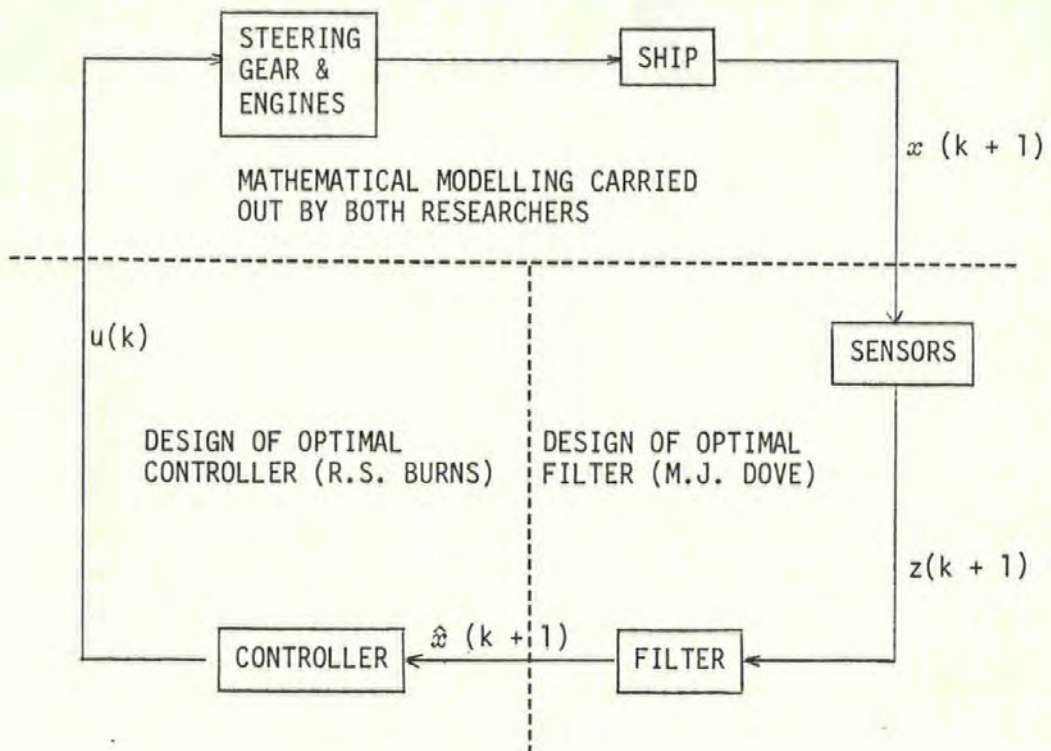 STEERING
GEAR &
ENGINES
SHIP
x (k + 1)
MATHEMATICAL MODELLING CARRIED
OUT BY BOTH RESEARCHERS
u(k)
SENSORS
DESIGN OF OPTIMAL
CONTROLLER (R.S. BURNS)
DESIGN OF OPTIMAL
FILTER (M.J. DOVE)
z(k + 1)
x̂ (k + 1)
CONTROLLER
FILTER